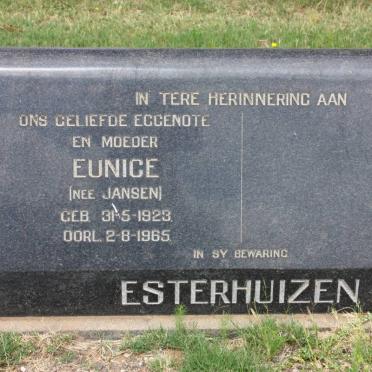 IN TERE HERINNERING AAN
ONS GELIEFDE EGGENOTE
EN MOEDER
EUNICE
(NEE JANSEN)
GEB. 31-5-1923.
OORL. 2-8-1965.
IN SY BEWARING
ESTERHUIZEN